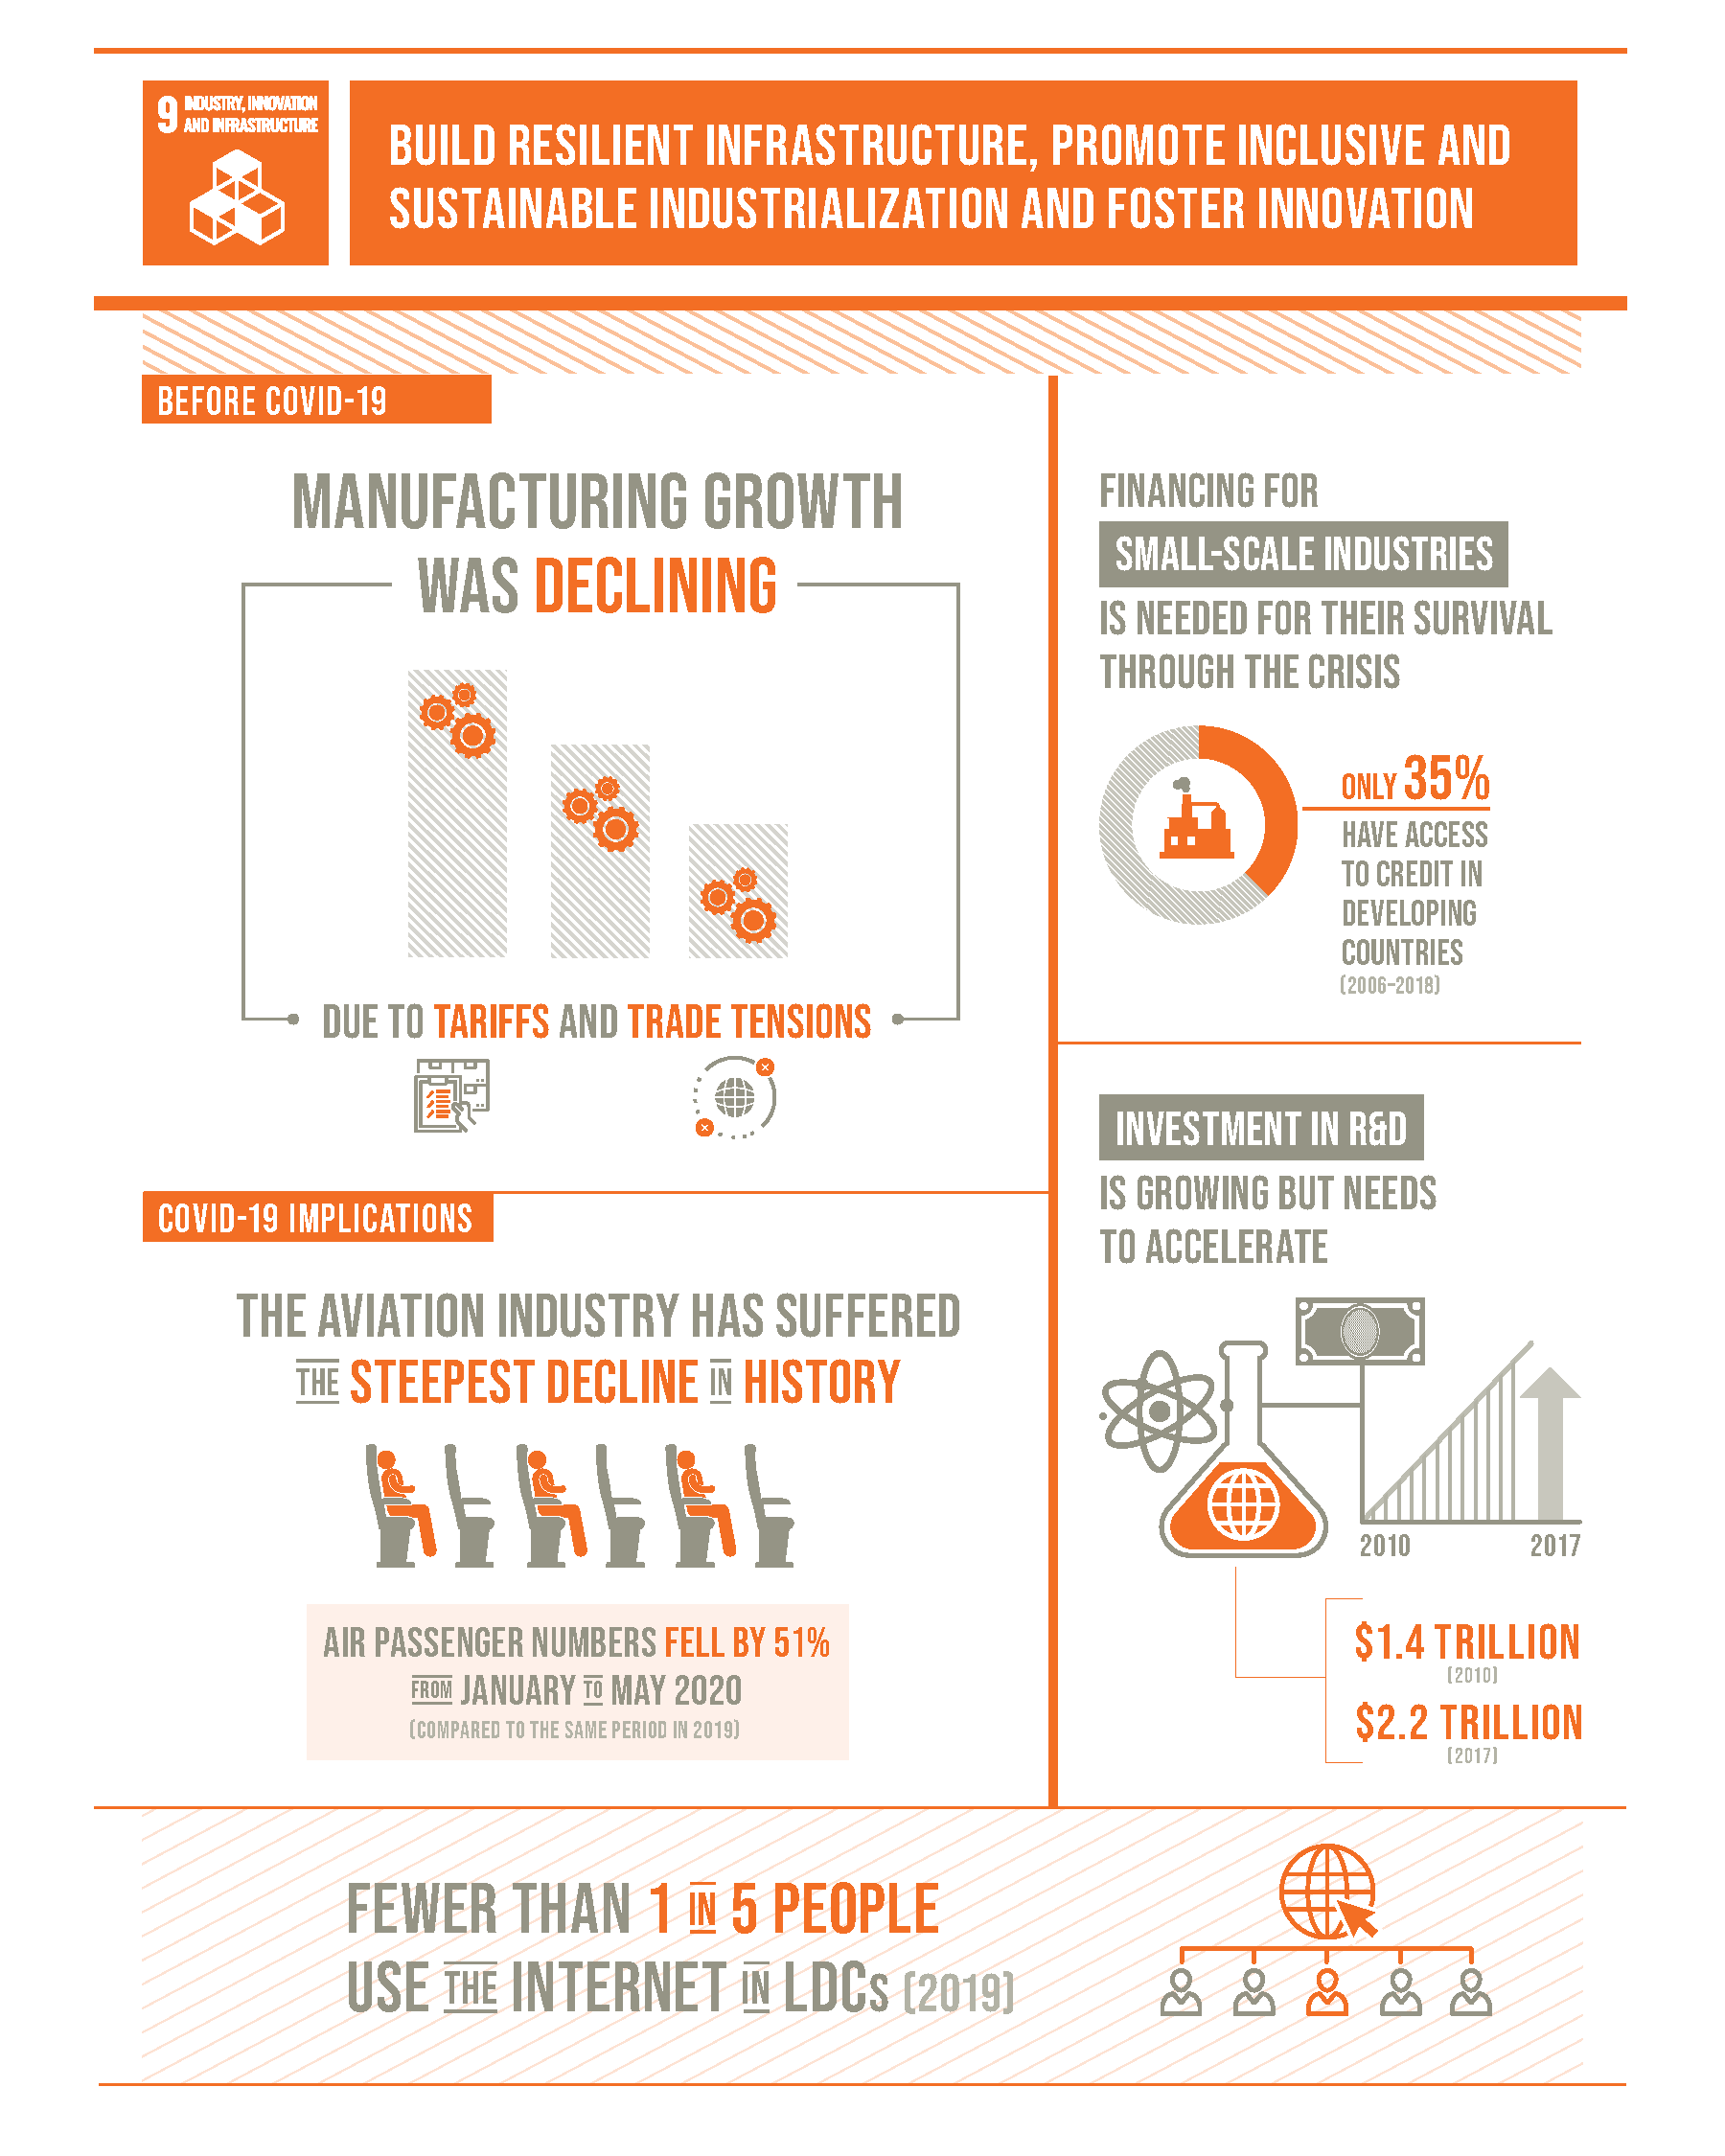 9 INDUSTRY, INNOVATION
AND INFRASTRUCTURE
BUILD RESILIENT INFRASTRUCTURE, PROMOTE INCLUSIVE AND
SUSTAINABLE INDUSTRIALIZATION AND FOSTER INNOVATION
BEFORE COVID-19
MANUFACTURING GROWTH
WAS DECLINING
DUE TO TARIFFS AND TRADE TENSIONS
COVID-19 IMPLICATIONS
THE AVIATION INDUSTRY HAS SUFFERED
THE STEEPEST DECLINE IN HISTORY
AIR PASSENGER NUMBERS FELL BY 51%
FROM JANUARY TO MAY 2020
(COMPARED TO THE SAME PERIOD IN 2019)
FINANCING FOR
SMALL-SCALE INDUSTRIES
IS NEEDED FOR THEIR SURVIVAL
THROUGH THE CRISIS
ONLY 35%
HAVE ACCESS
TO CREDIT IN
DEVELOPING
COUNTRIES
(2006-2018)
INVESTMENT IN R&D
IS GROWING BUT NEEDS
TO ACCELERATE
2010 2017
$1.4 TRILLION
(2010)
$2.2 TRILLION
(2017)
FEWER THAN 1 IN 5 PEOPLE
USE THE INTERNET IN LDCs (2019)